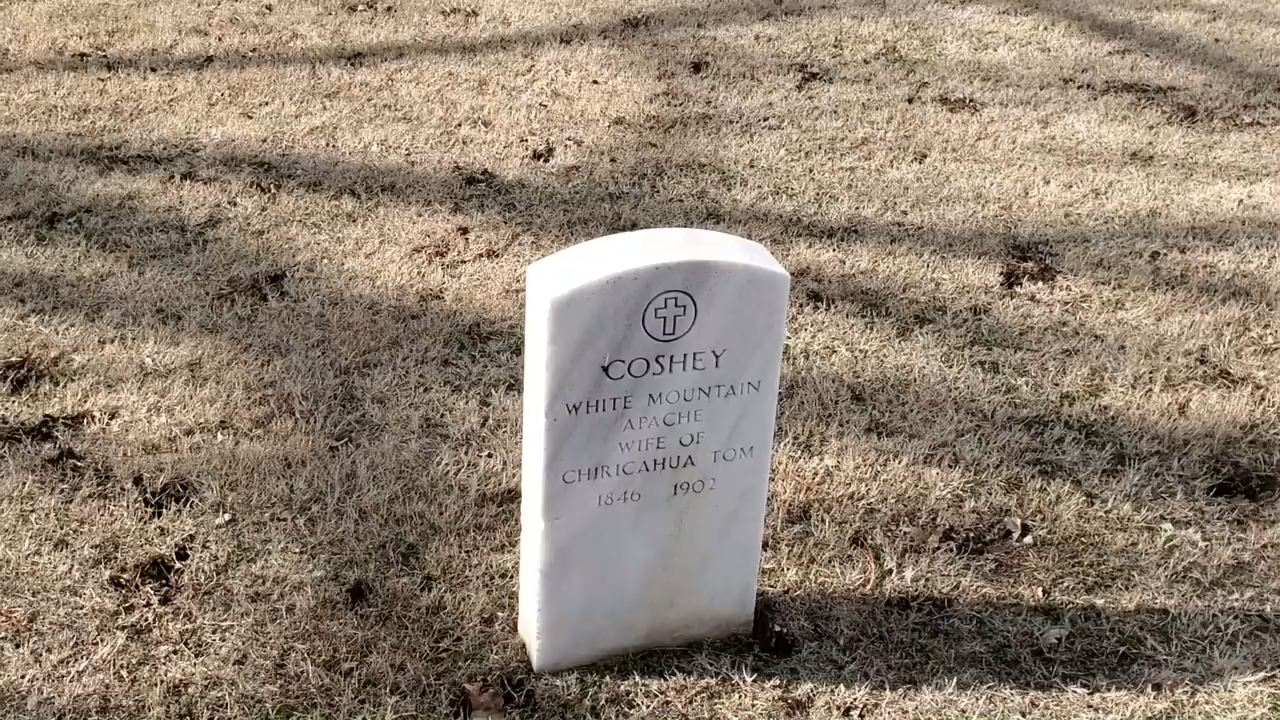 COSHEY
WHITE MOUNTAIN
APACHE
WIFE OF
CHIRICAHUA TOM
1846 1902